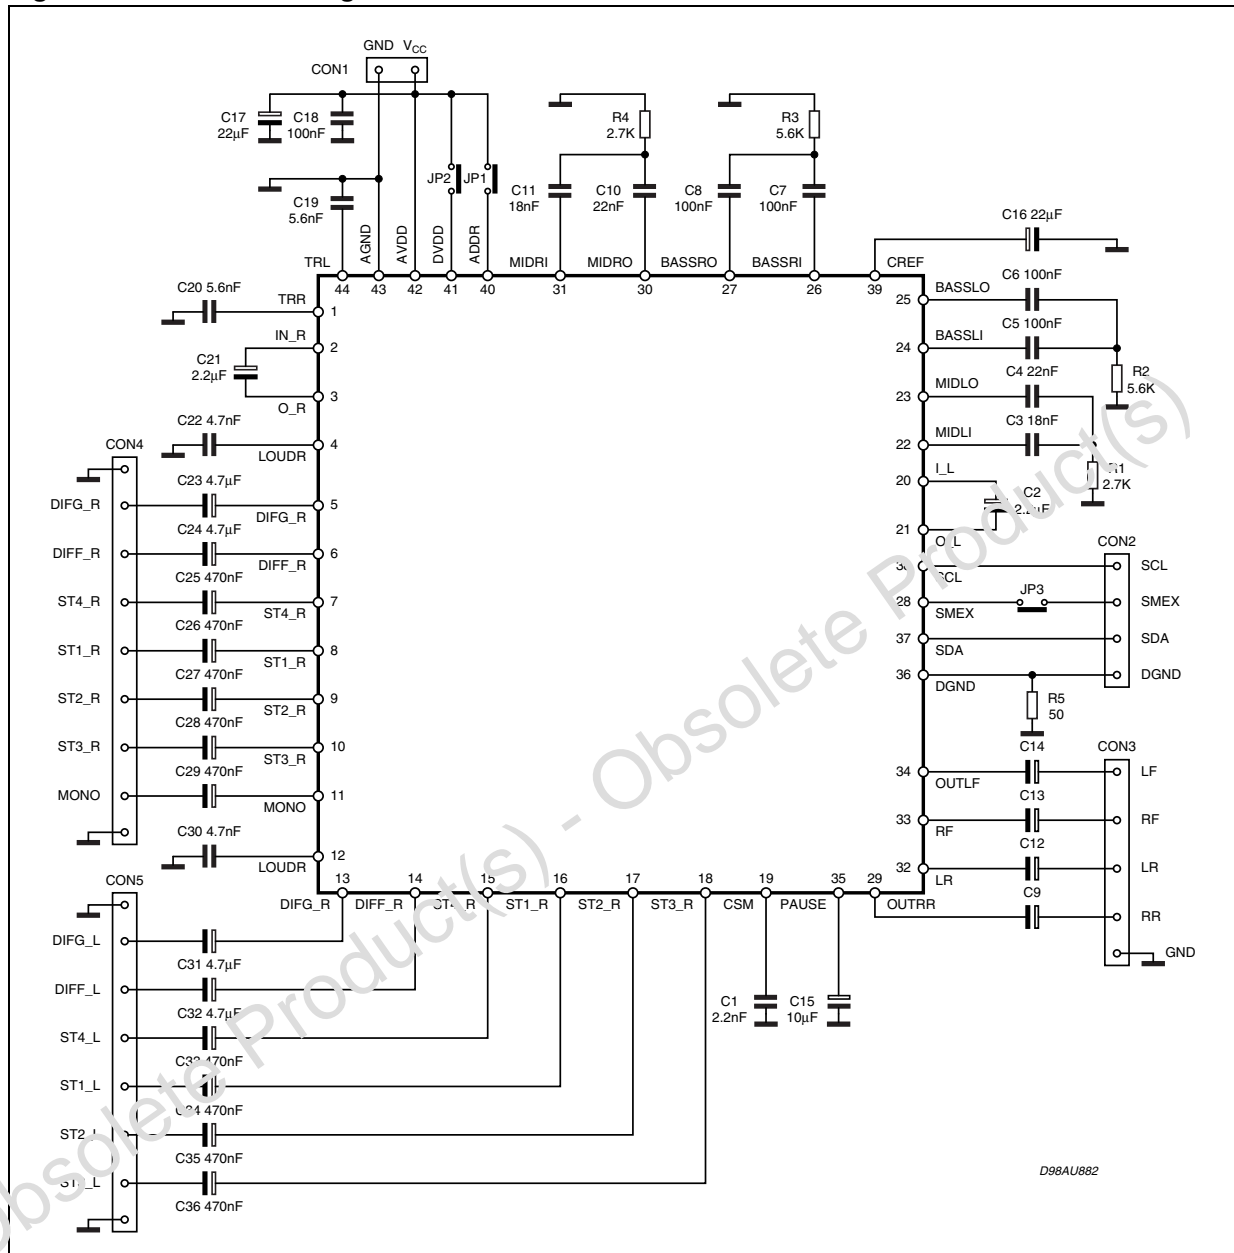 GND VCC
CON1
C17
22µF
C18
100nF
JP2
JP1
C19
5.6nF
AGND
AVDD
DVDD
ADDR
R4
2.7K
C11
18nF
C10
22nF
R3
5.6K
C8
100nF
C7
100nF
C16 22µF
TRL
MIDRI
MIDRO
BASSRO
BASSRI
CREF
44
43
42
41
40
31
30
27
26
39
C20 5.6nF
TRR
1
IN_R
2
C21
2.2µF
3
O_R
C22 4.7nF
4
LOUDR
CON4
C23 4.7µF
DIFG_R
5
DIFG_R
C24 4.7µF
DIFF_R
6
DIFF_R
C25 470nF
ST4_R
7
ST4_R
C26 470nF
ST1_R
8
ST1_R
C27 470nF
ST2_R
9
ST2_R
C28 470nF
ST3_R
10
ST3_R
C29 470nF
MONO
11
MONO
C30 4.7nF
12
LOUDR
25
BASSLO
C6 100nF
24
BASSLI
C5 100nF
R2
5.6K
23
MIDLO
C4 22nF
22
MIDLI
C3 18nF
2.7K
20
I_L
C2
21
CON2
SCL
SCL
28
SMEX
JP3
SMEX
37
SDA
SDA
36
DGND
DGND
R5
50
C14
CON3
34
OUTLF
LF
C13
33
RF
RF
C12
32
LR
LR
C9
RR
GND
13
14
15
16
17
18
19
35
29
DIFG_R
DIFF_R
ST1_R
ST2_R
ST3_R
CSM
PAUSE
OUTRR
CON5
DIFG_L
C31 4.7µF
DIFF_L
C32 4.7µF
ST4_L
470nF
ST1_L
470nF
C35 470nF
C36 470nF
C1
2.2nF
C15
10µF
D98AU882
Obsolete Product(s) - Obsolete Product(s)